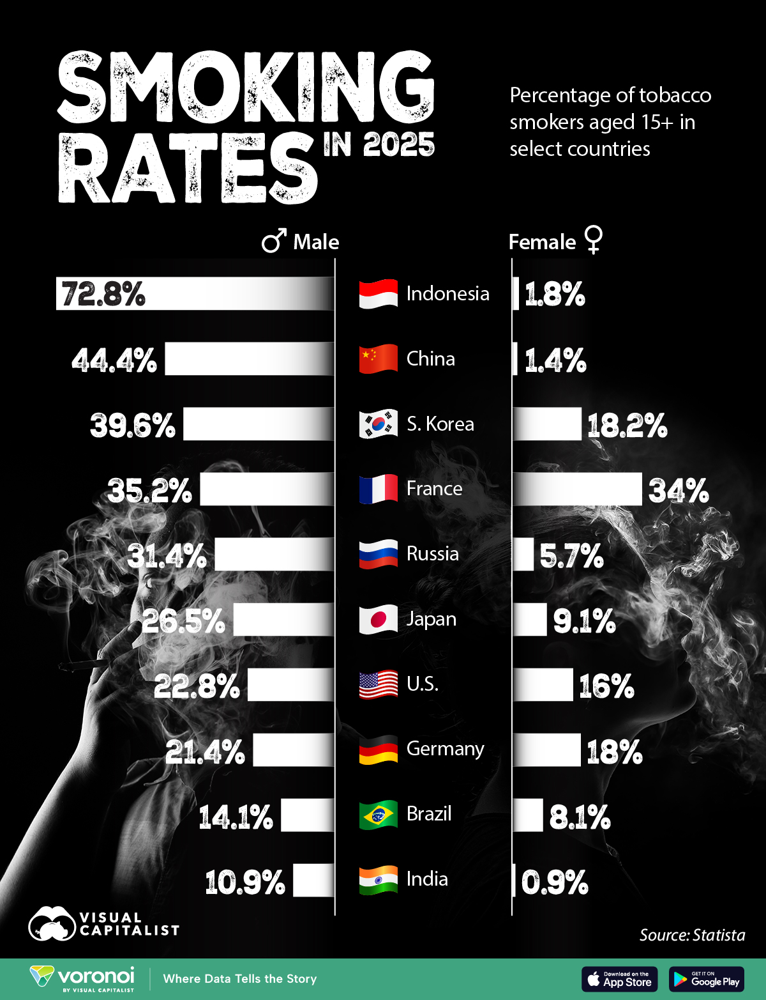 SMOKING
RATES IN 2025
Percentage of tobacco
smokers aged 15+ in
select countries
♂ Male
Female ♀
72.8% Indonesia 1.8%
44.4% China 1.4%
39.6% S. Korea 18.2%
35.2% France 34%
31.4% Russia 5.7%
26.5% Japan 9.1%
22.8% U.S. 16%
21.4% Germany 18%
14.1% Brazil 8.1%
10.9% India 0.9%
VISUAL
CAPITALIST
Source: Statista
voronoi
BY VISUAL CAPITALIST
Where Data Tells the Story
Download on the
App Store
GET IT ON
Google Play